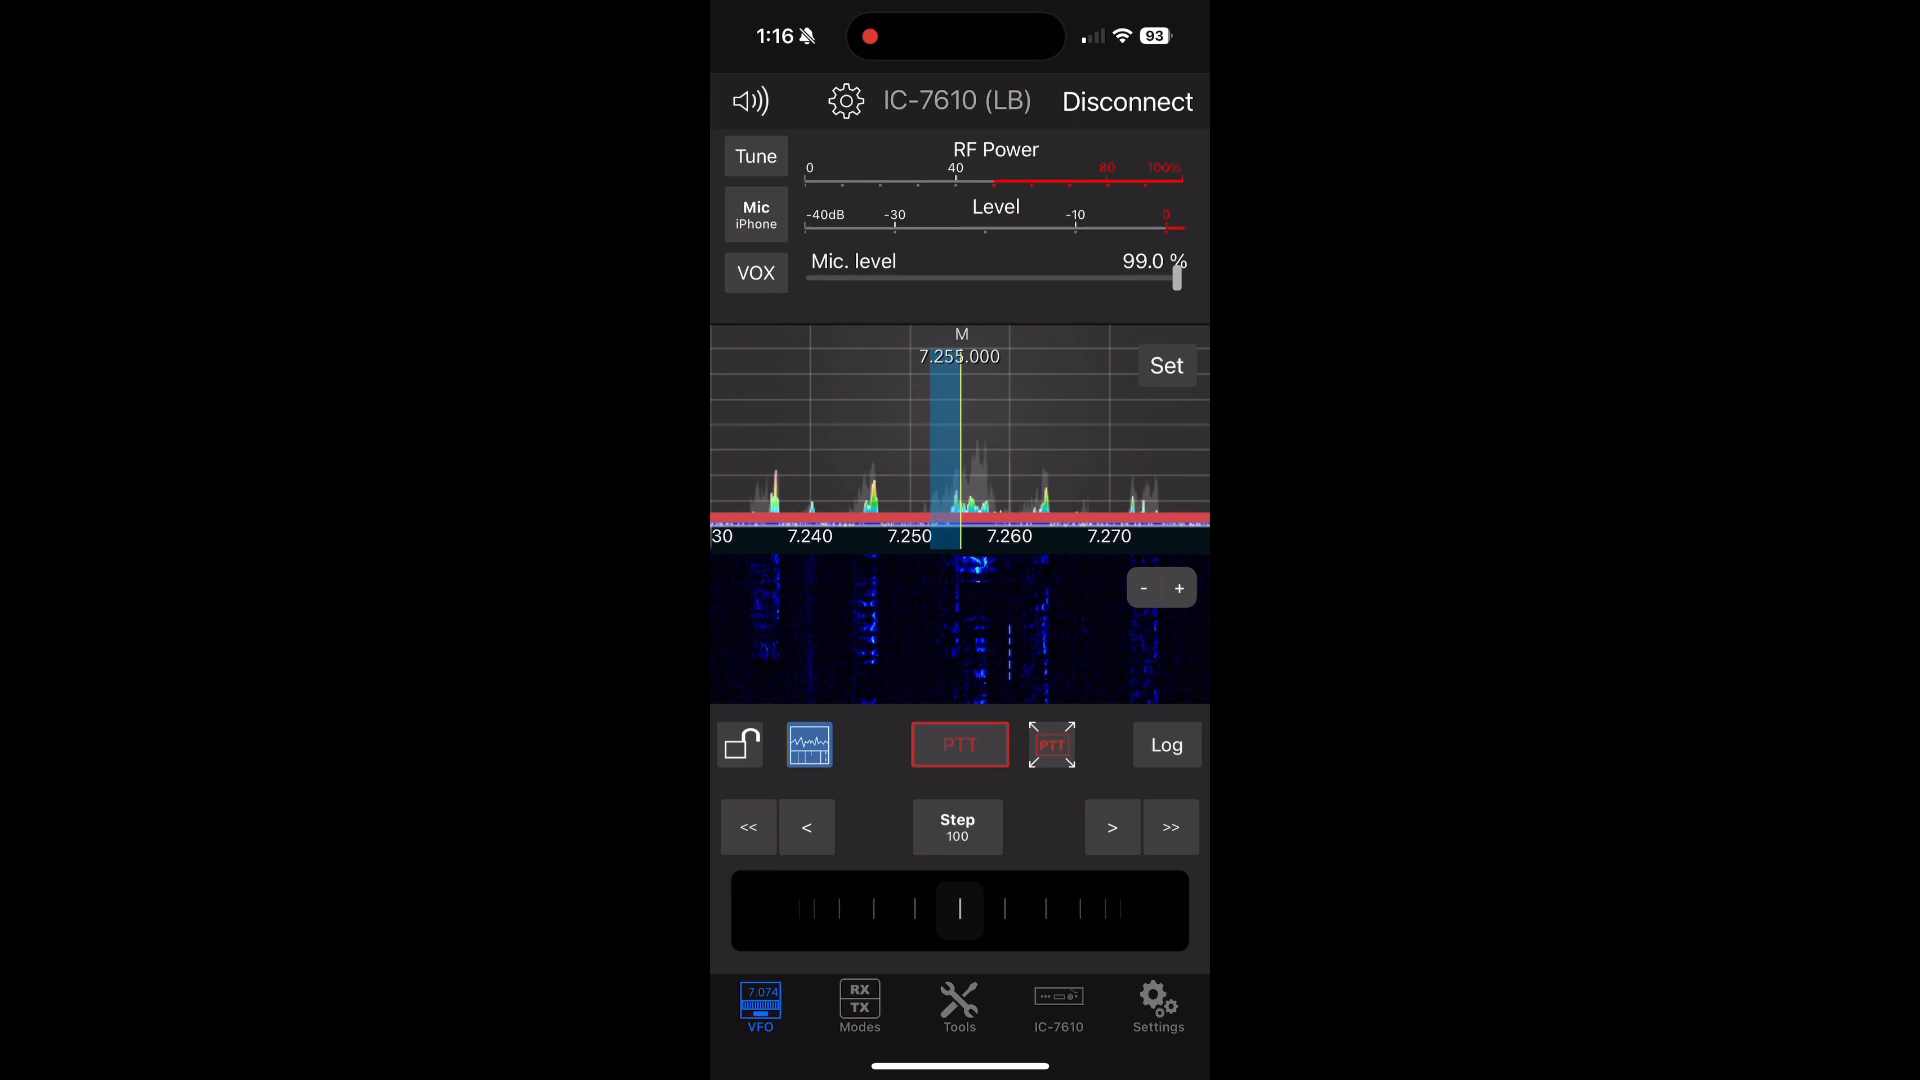 1:16 93
IC-7610 (LB) Disconnect
Tune
RF Power
0 40 80 100%
Mic
iPhone
Level
-40dB -30 -10 0
VOX
Mic. level 99.0 %
M
7.255.000
Set
30 7.240 7.250 7.260 7.270
- +
PTT PTT Log
<< < Step > >>
100
7.074 RX
TX
VFO Modes Tools IC-7610 Settings